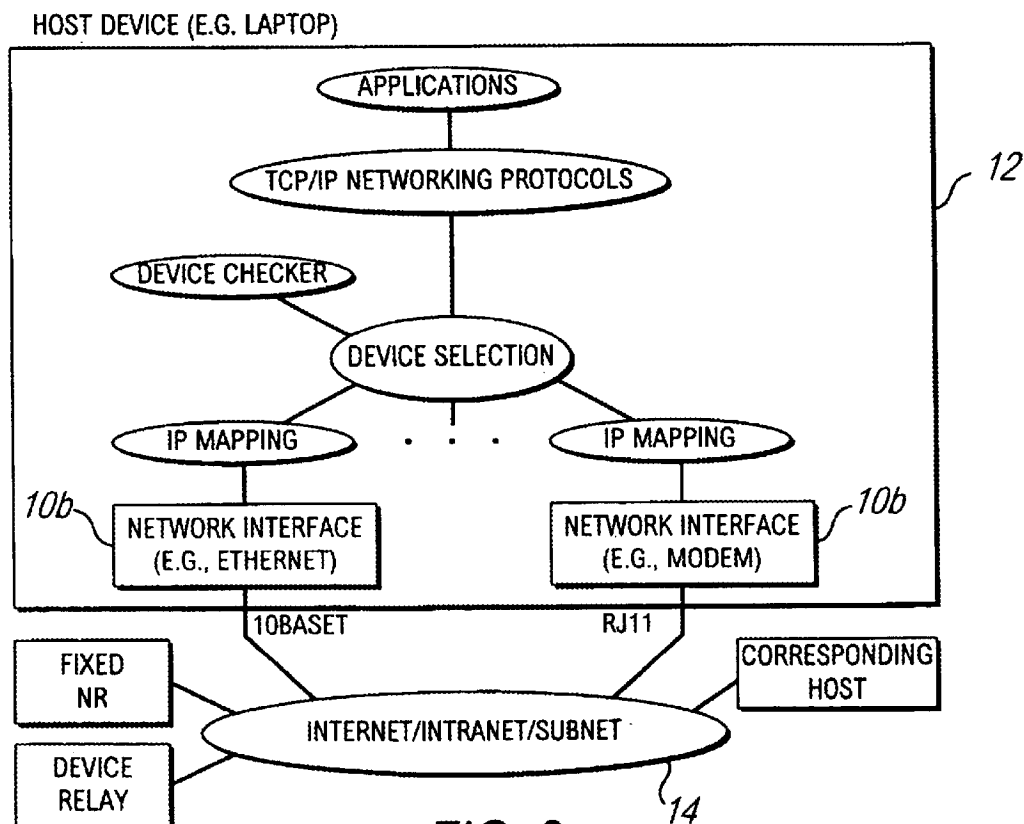 HOST DEVICE (E.G. LAPTOP)
APPLICATIONS
TCP/IP NETWORKING PROTOCOLS
12
DEVICE CHECKER
DEVICE SELECTION
IP MAPPING
. . .
IP MAPPING
10b
NETWORK INTERFACE
(E.G., ETHERNET)
NETWORK INTERFACE
(E.G., MODEM)
10b
10BASET
RJ11
FIXED
NR
CORRESPONDING
HOST
INTERNET/INTRANET/SUBNET
DEVICE
RELAY
14